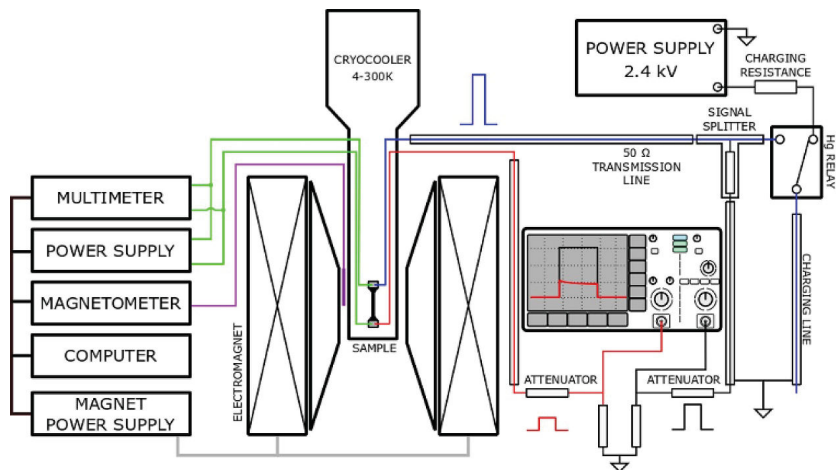 CRYOCOOLER
4-300K
POWER SUPPLY
2.4 kV
CHARGING
RESISTANCE
SIGNAL
SPLITTER
Hg RELAY
50 Ω
TRANSMISSION
LINE
MULTIMETER
POWER SUPPLY
MAGNETOMETER
COMPUTER
MAGNET
POWER SUPPLY
ELECTROMAGNET
SAMPLE
CHARGING LINE
ATTENUATOR
ATTENUATOR